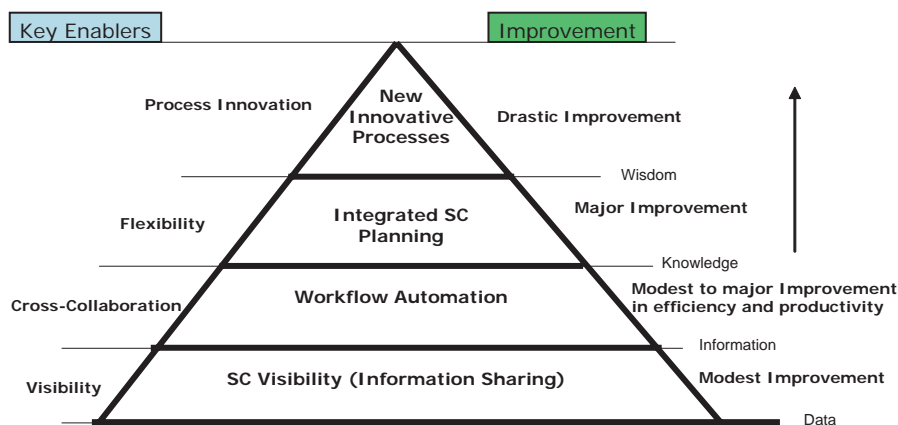 Key Enablers
Improvement
Process Innovation
New
Innovative
Processes
Drastic Improvement
Wisdom
Flexibility
Integrated SC
Planning
Major Improvement
Knowledge
Cross-Collaboration
Workflow Automation
Modest to major Improvement
in efficiency and productivity
Information
Visibility
SC Visibility (Information Sharing)
Modest Improvement
Data